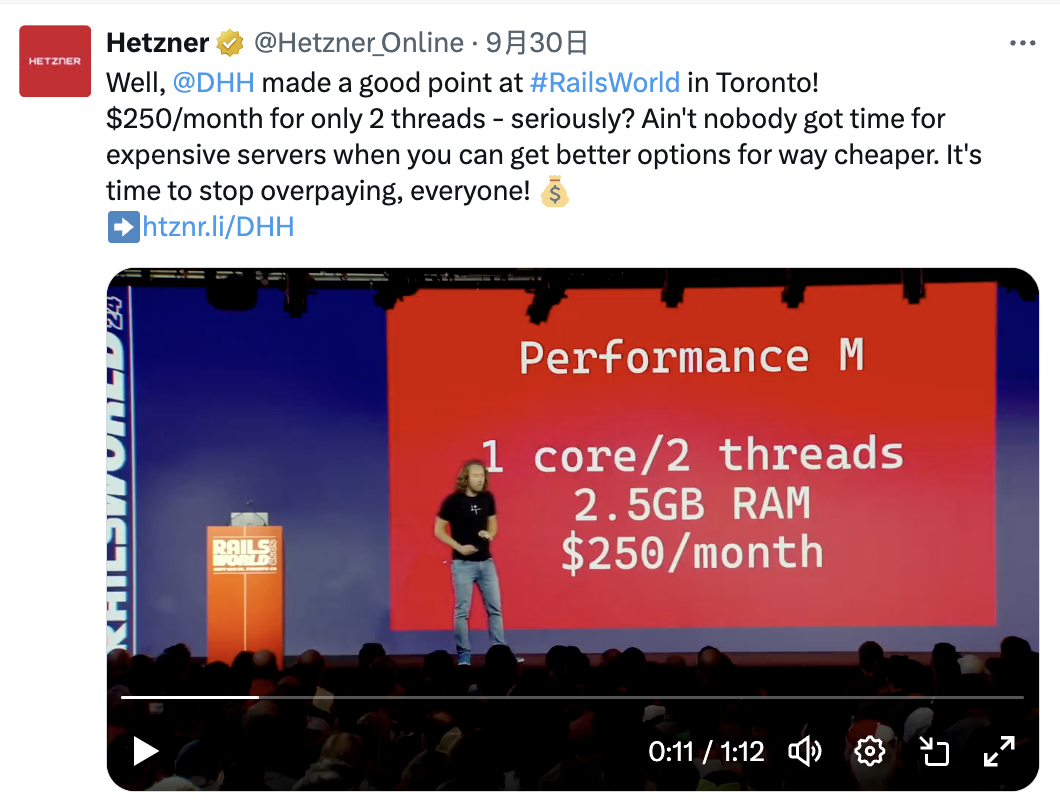 HETZNER
Hetzner @Hetzner_Online · 9月30日
Well, @DHH made a good point at #RailsWorld in Toronto!
$250/month for only 2 threads - seriously? Ain't nobody got time for
expensive servers when you can get better options for way cheaper. It's
time to stop overpaying, everyone! 💰
➡️htznr.li/DHH
RAILSWORLD24
Performance M
1 core/2 threads
2.5GB RAM
$250/month
RAILS
WORLD
0:11 / 1:12